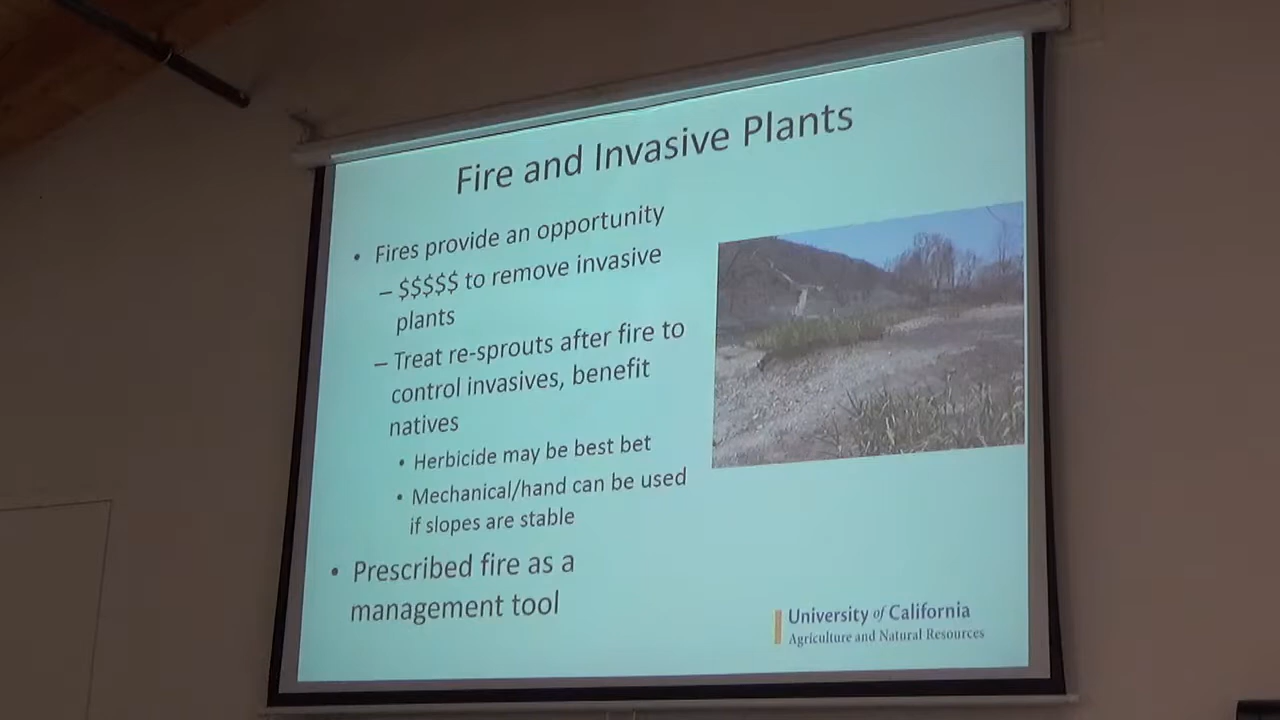 Fire and Invasive Plants
• Fires provide an opportunity
– $$$$$ to remove invasive
plants
– Treat re-sprouts after fire to
control invasives, benefit
natives
• Herbicide may be best bet
• Mechanical/hand can be used
if slopes are stable
• Prescribed fire as a
management tool
University of California
Agriculture and Natural Resources